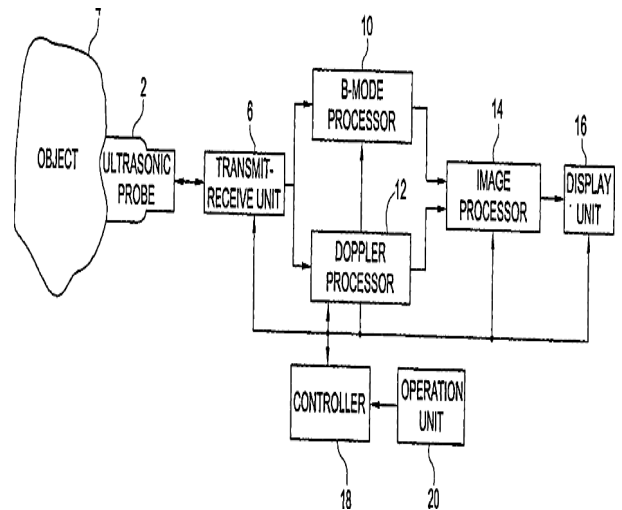 7
OBJECT
2
ULTRASONIC
PROBE
6
TRANSMIT-
RECEIVE UNIT
10
B-MODE
PROCESSOR
12
DOPPLER
PROCESSOR
14
IMAGE
PROCESSOR
16
DISPLAY
UNIT
CONTROLLER
18
OPERATION
UNIT
20